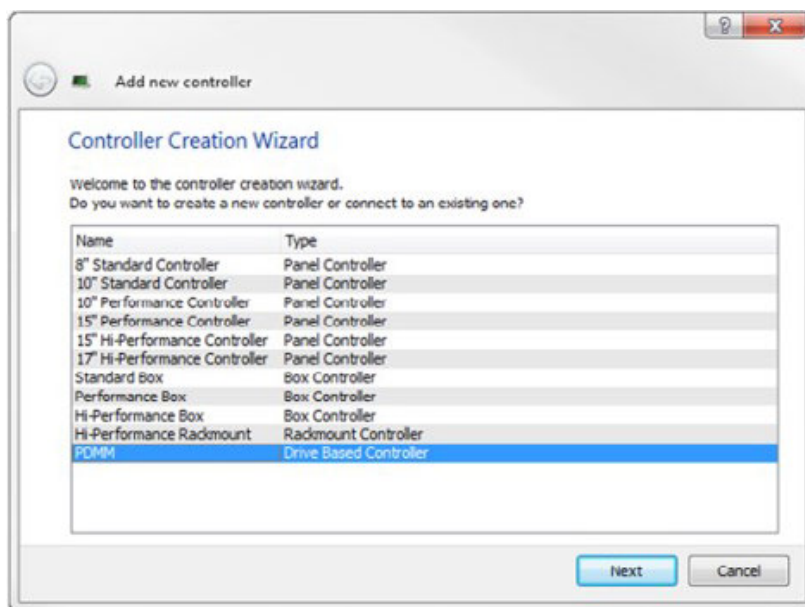 Add new controller
Controller Creation Wizard
Welcome to the controller creation wizard.
Do you want to create a new controller or connect to an existing one?
Name Type
8" Standard Controller Panel Controller
10" Standard Controller Panel Controller
10" Performance Controller Panel Controller
15" Performance Controller Panel Controller
15" Hi-Performance Controller Panel Controller
17" Hi-Performance Controller Panel Controller
Standard Box Box Controller
Performance Box Box Controller
Hi-Performance Box Box Controller
Hi-Performance Rackmount Rackmount Controller
PDMM Drive Based Controller
Next Cancel